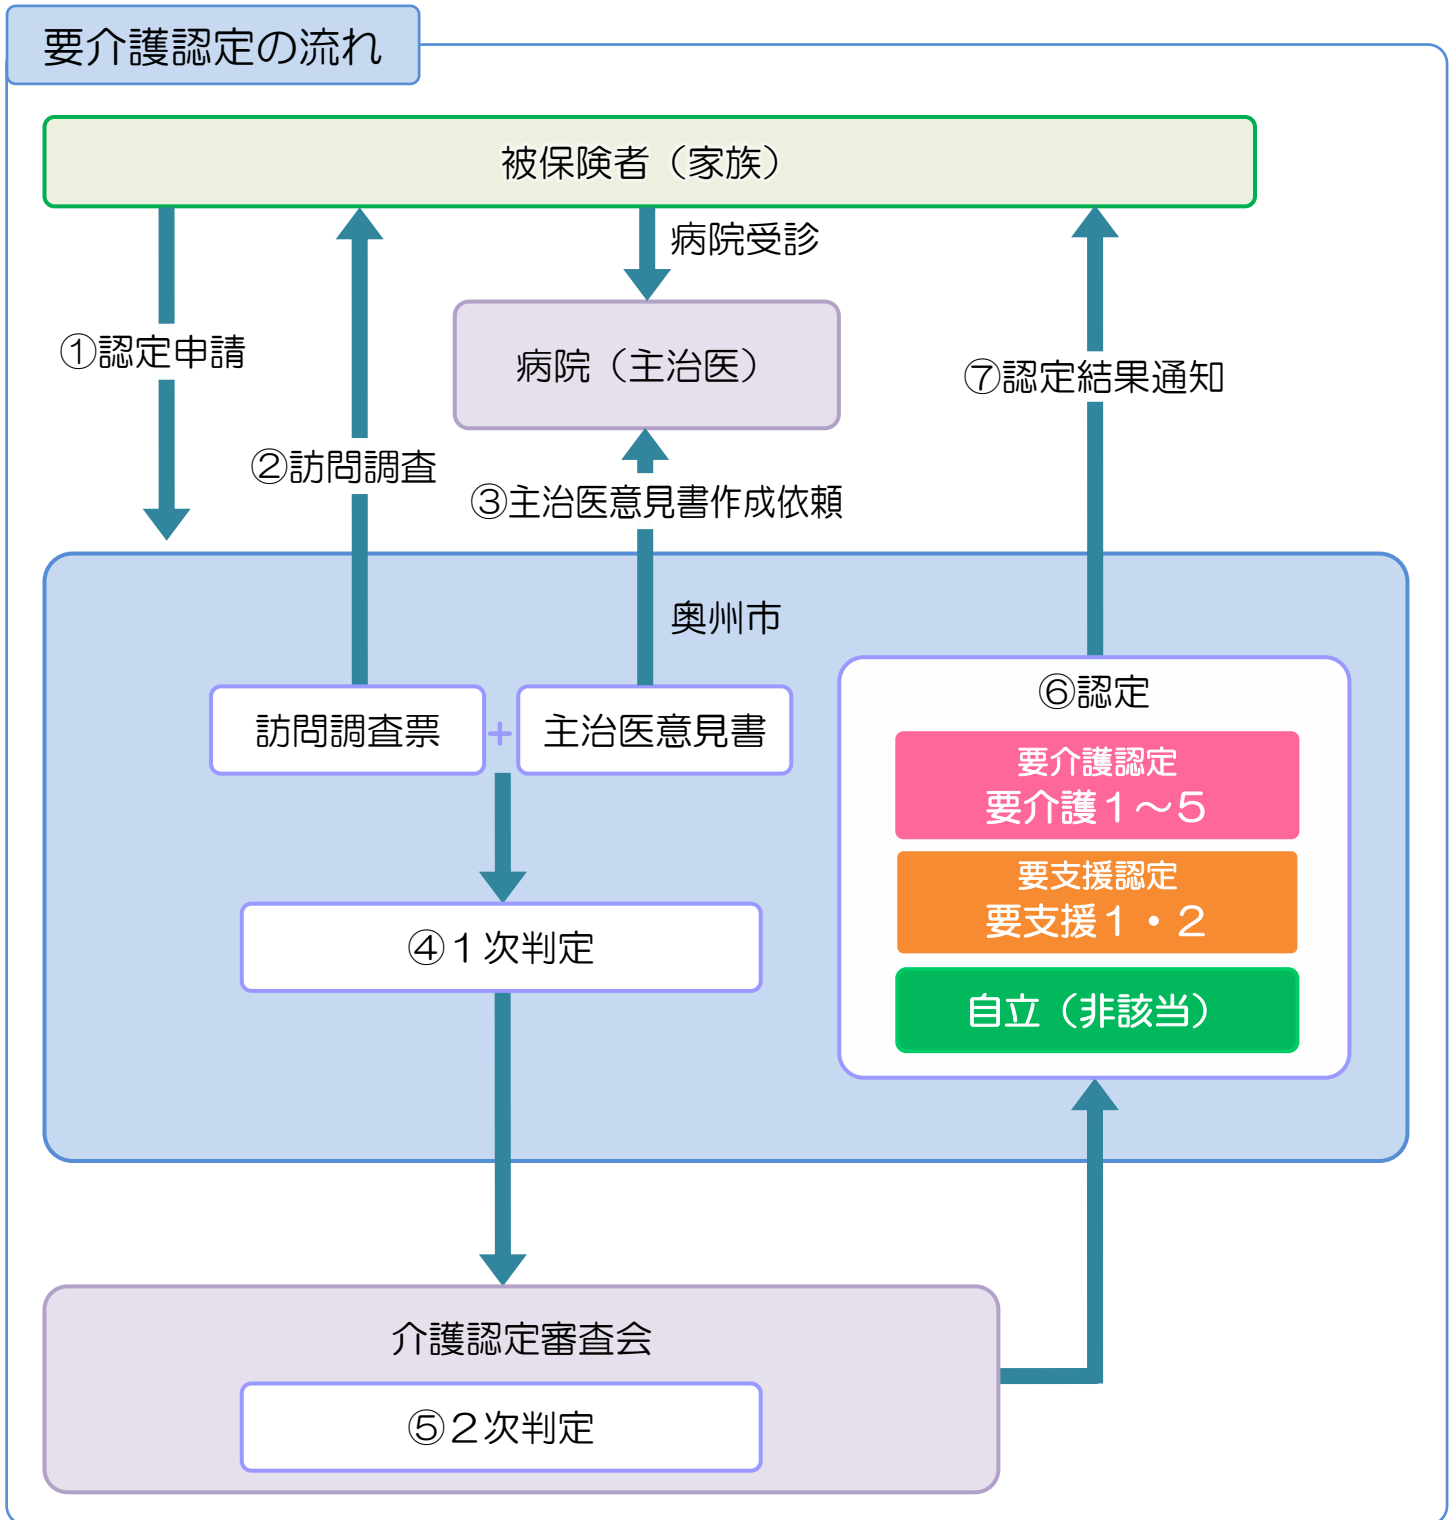 要介護認定の流れ
被保険者（家族）
病院受診
①認定申請
病院（主治医）
⑦認定結果通知
②訪問調査
③主治医意見書作成依頼
奥州市
訪問調査票
+
主治医意見書
⑥認定
要介護認定
要介護１～５
要支援認定
要支援１・２
自立（非該当）
④１次判定
介護認定審査会
⑤２次判定